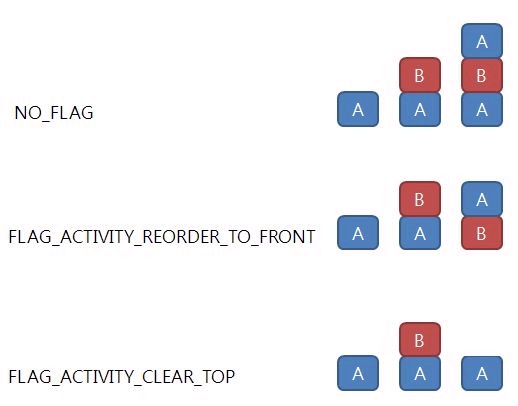 A
B B
NO_FLAG A A A
B A
FLAG_ACTIVITY_REORDER_TO_FRONT A A B
B
FLAG_ACTIVITY_CLEAR_TOP A A A